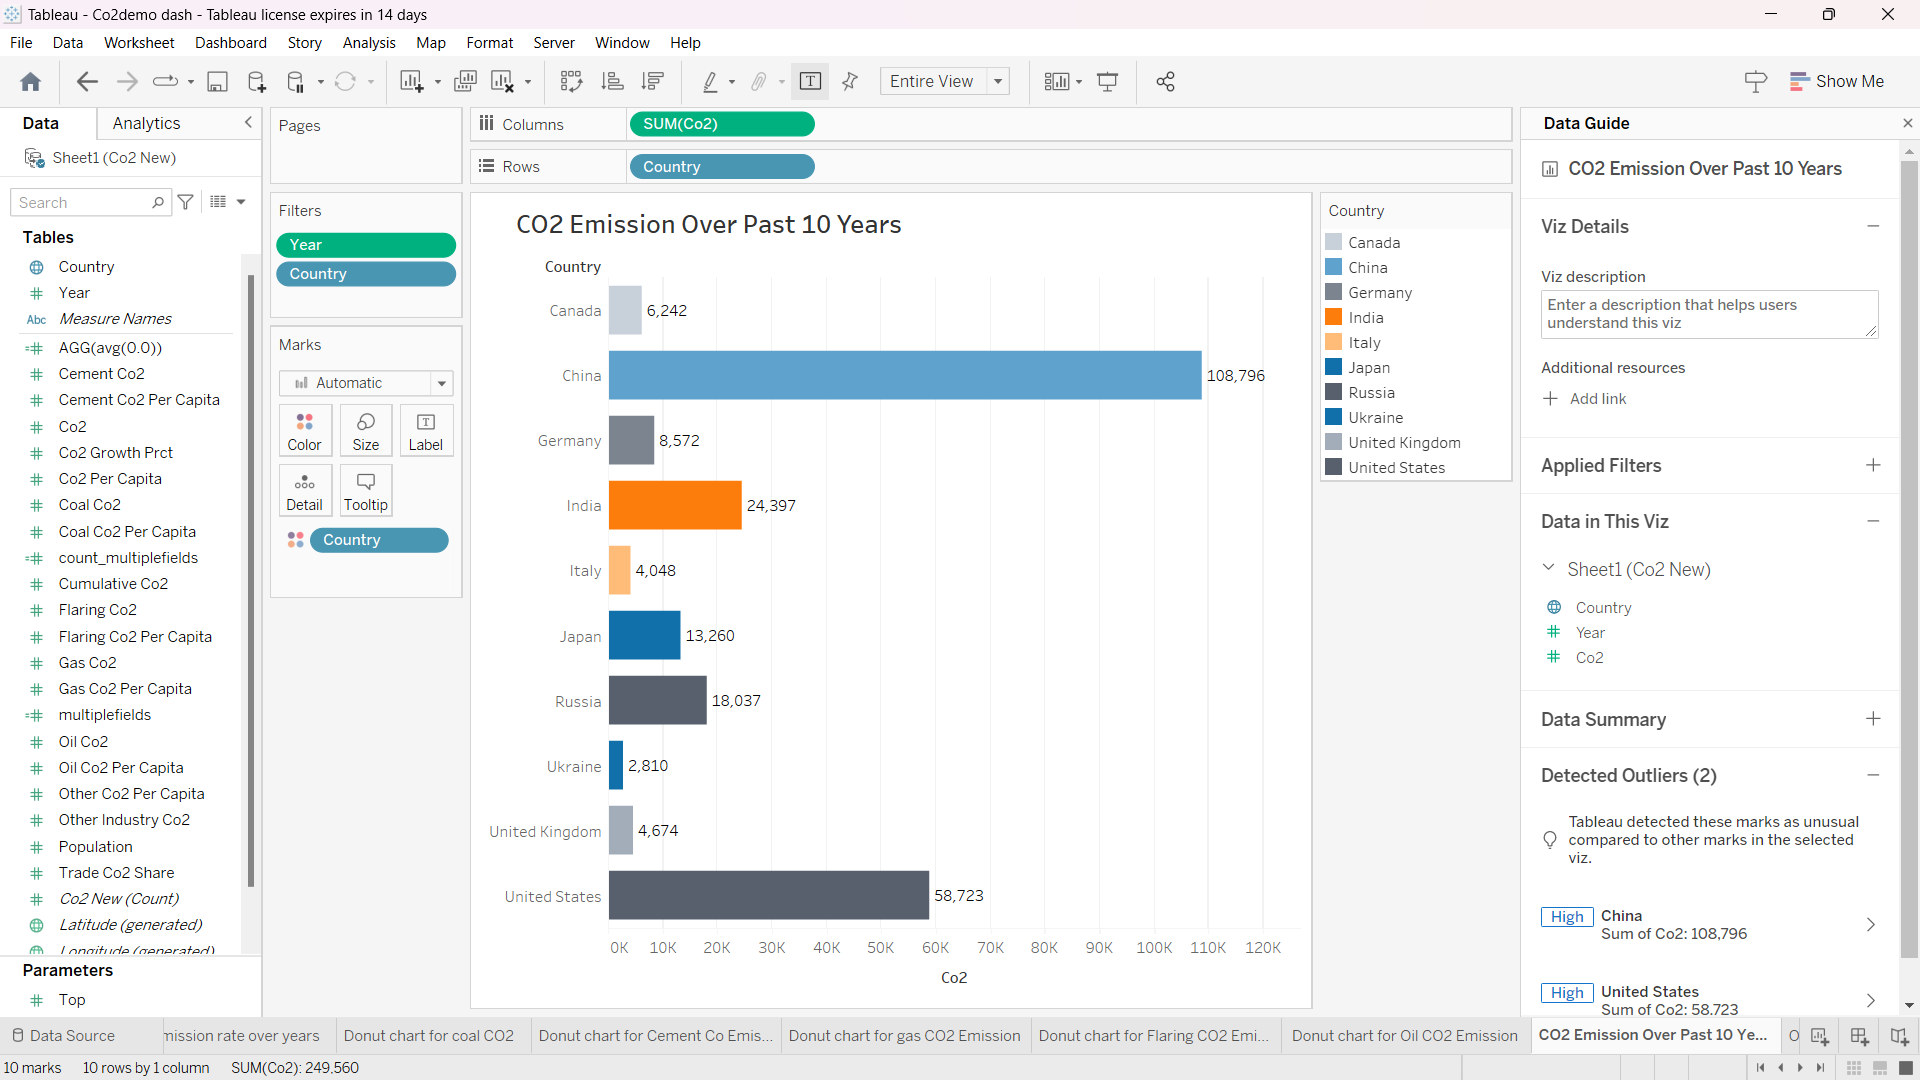 Tableau - Co2demo dash - Tableau license expires in 14 days
File Data Worksheet Dashboard Story Analysis Map Format Server Window Help
Entire View
Show Me
Data
Analytics
Sheet1 (Co2 New)
Search
Tables
Country
Year
Abc Measure Names
AGG(avg(0.0))
Cement Co2
Cement Co2 Per Capita
Co2
Co2 Growth Prct
Co2 Per Capita
Coal Co2
Coal Co2 Per Capita
count_multiplefields
Cumulative Co2
Flaring Co2
Flaring Co2 Per Capita
Gas Co2
Gas Co2 Per Capita
multiplefields
Oil Co2
Oil Co2 Per Capita
Other Co2 Per Capita
Other Industry Co2
Population
Trade Co2 Share
Co2 New (Count)
Latitude (generated)
Longitude (generated)
Parameters
Top
Pages
Filters
Year
Country
Marks
Automatic
Color
Size
Label
Detail
Tooltip
Country
Columns
SUM(Co2)
Rows
Country
CO2 Emission Over Past 10 Years
Country
Canada 6,242
China 108,796
Germany 8,572
India 24,397
Italy 4,048
Japan 13,260
Russia 18,037
Ukraine 2,810
United Kingdom 4,674
United States 58,723
0K 10K 20K 30K 40K 50K 60K 70K 80K 90K 100K 110K 120K
Co2
Country
Canada
China
Germany
India
Italy
Japan
Russia
Ukraine
United Kingdom
United States
Data Guide
CO2 Emission Over Past 10 Years
Viz Details
Viz description
Enter a description that helps users
understand this viz
Additional resources
Add link
Applied Filters
Data in This Viz
Sheet1 (Co2 New)
Country
Year
Co2
Data Summary
Detected Outliers (2)
Tableau detected these marks as unusual
compared to other marks in the selected
viz.
High China
Sum of Co2: 108,796
High United States
Sum of Co2: 58,723
Data Source
mission rate over years
Donut chart for coal CO2
Donut chart for Cement Co Emis...
Donut chart for gas CO2 Emission
Donut chart for Flaring CO2 Emi...
Donut chart for Oil CO2 Emission
CO2 Emission Over Past 10 Ye...
10 marks 10 rows by 1 column SUM(Co2): 249,560